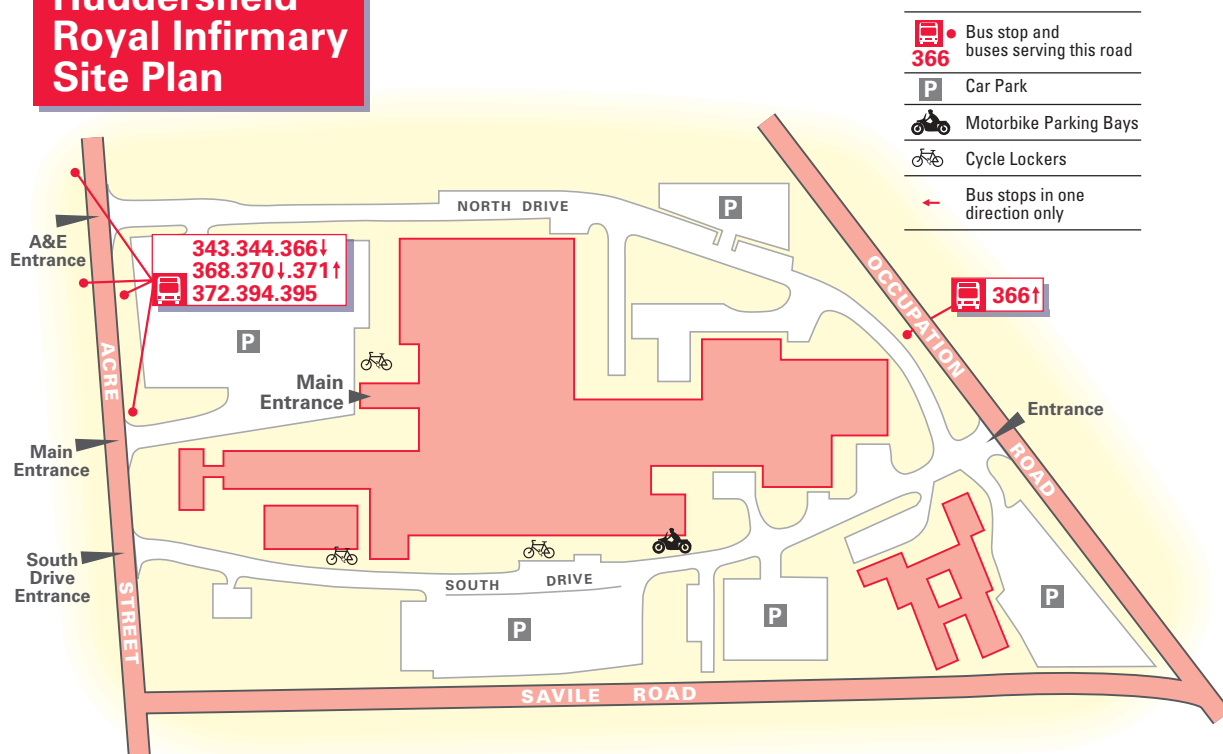 Huddersfield
Royal Infirmary
Site Plan
366
Bus stop and
buses serving this road
P
Car Park
Motorbike Parking Bays
Cycle Lockers
Bus stops in one
direction only
NORTH DRIVE
P
A&E
Entrance
343.344.366↓
368.370↓.371↑
372.394.395
OCCUPATION
ROAD
366↑
P
ACRE
STREET
Main
Entrance
Entrance
Main
Entrance
South
Drive
Entrance
SOUTH DRIVE
P
P
P
SAVILE ROAD